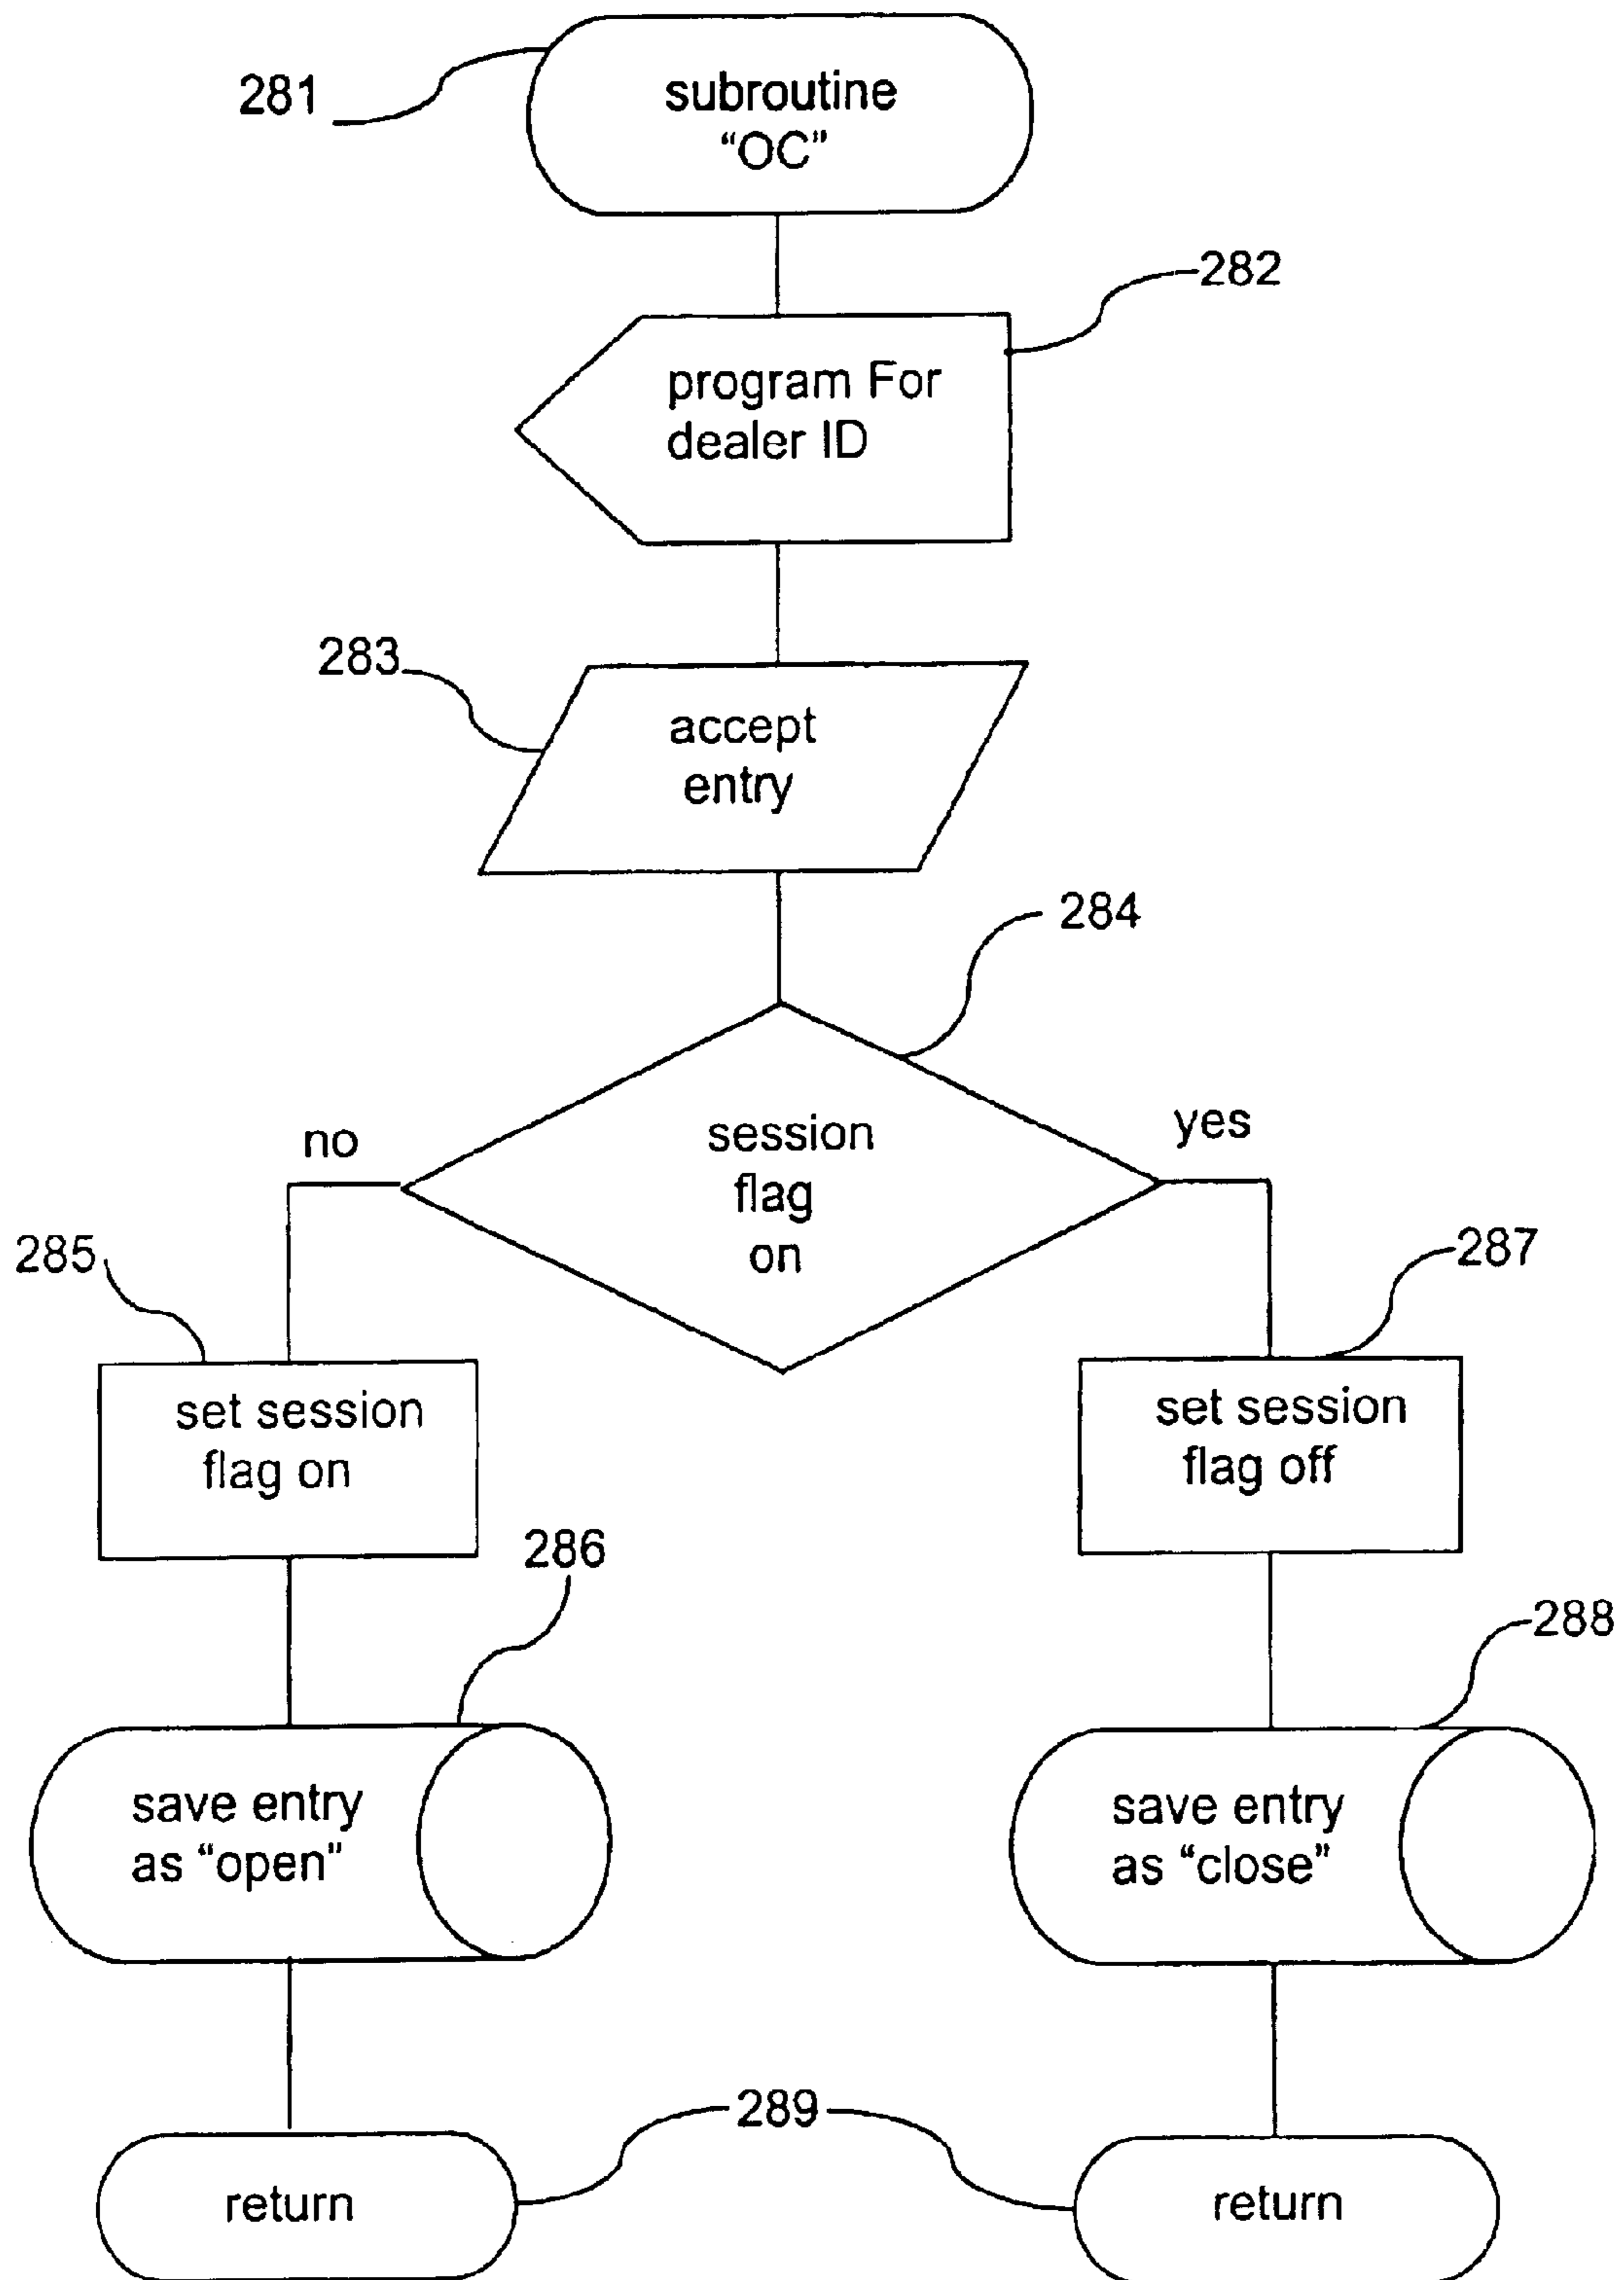 281
subroutine
“OC”
282
program For
dealer ID
283
accept
entry
284
no
session
flag
on
yes
285
set session
flag on
287
set session
flag off
286
save entry
as “open”
288
save entry
as “close”
289
return
return